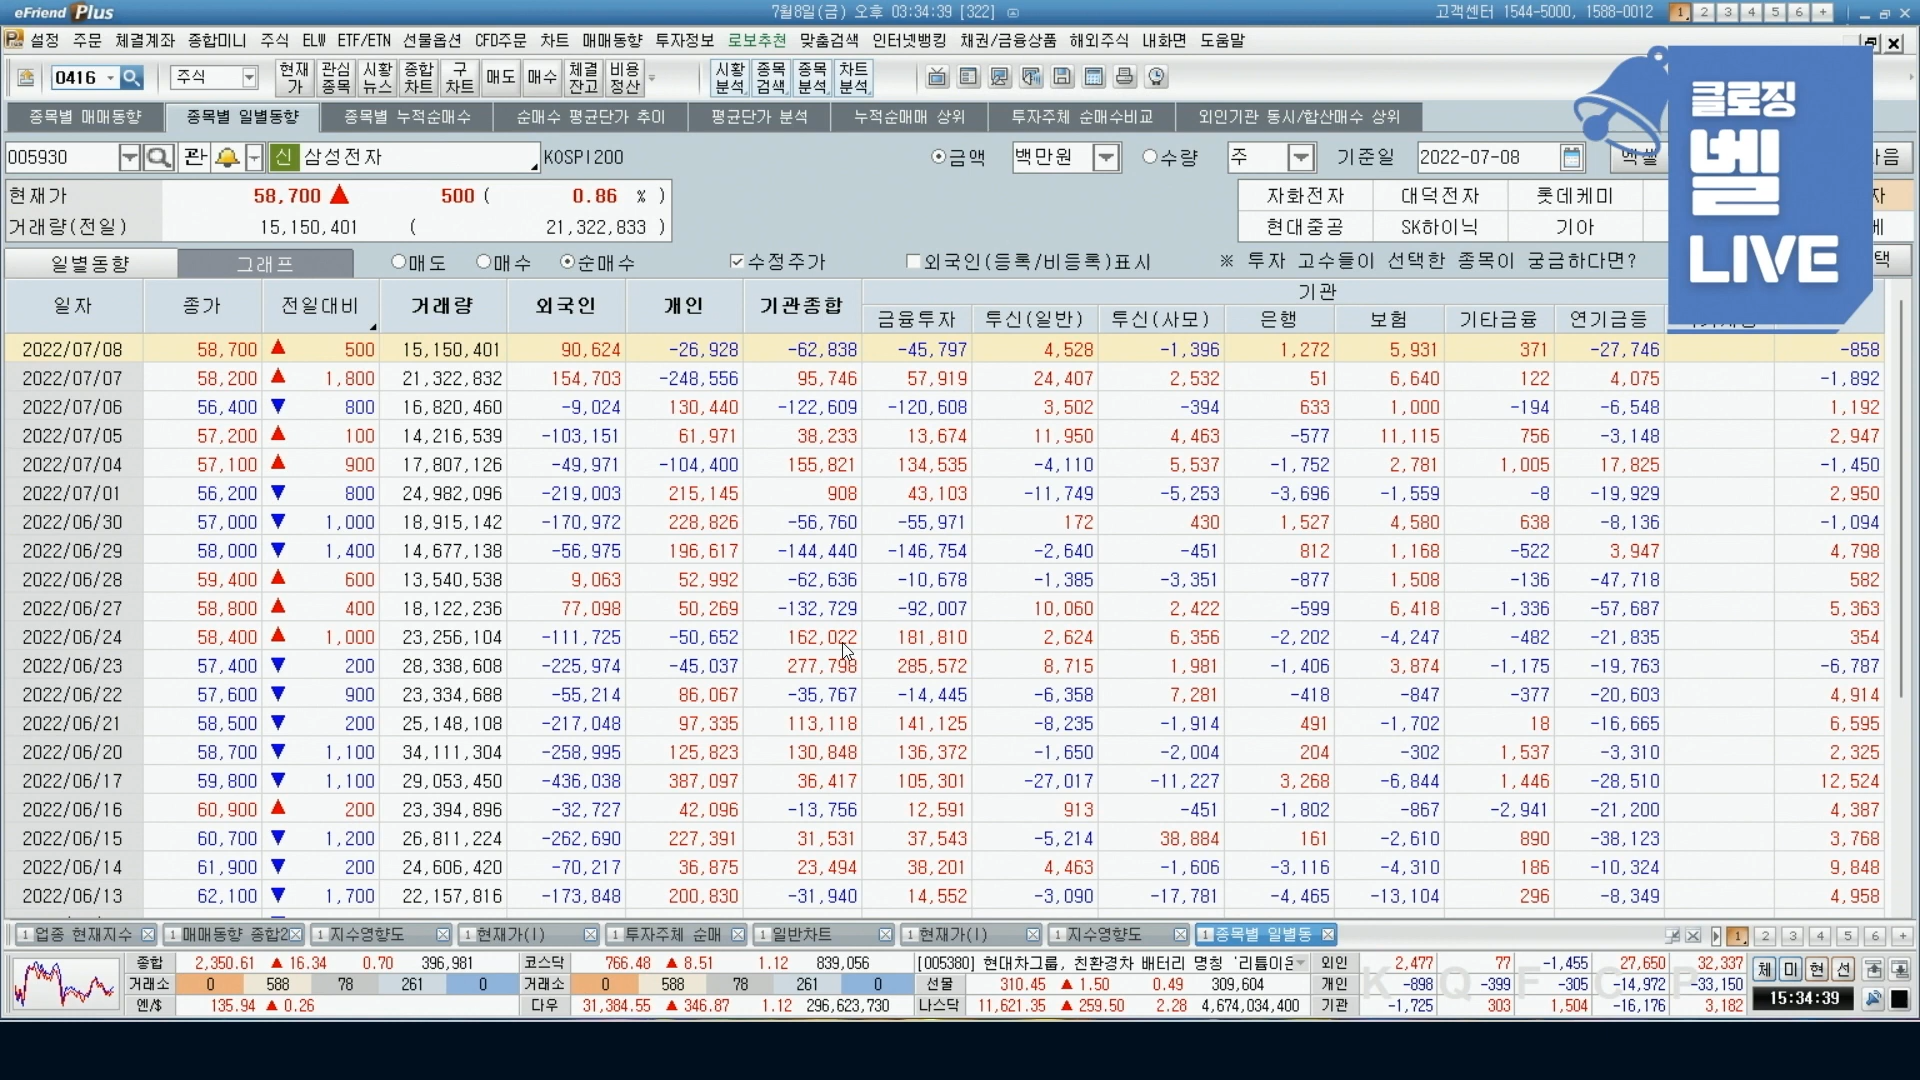 eFriend Plus 7월8일(금) 오후 03:34:39 [322] 고객센터 1544-5000, 1588-0012 1 2 3 4 5 6 +
설정 주문 체결계좌 종합미니 주식 ELW ETF/ETN 선물옵션 CFD주문 차트 매매동향 투자정보 로보추천 맞춤검색 인터넷뱅킹 채권/금융상품 해외주식 내화면 도움말
0416 주식 현재가 관심종목 시황뉴스 종합차트 구차트 매도 매수 체결잔고 비용정산 시황분석 종목검색 종목분석 차트분석
종목별 매매동향 종목별 일별동향 종목별 누적순매수 순매수 평균단가 추이 평균단가 분석 누적순매매 상위 투자주체 순매수비교 외인기관 동시/합산매수 상위
클로징
벨
LIVE
005930 관 신 삼성전자 KOSPI200 금액 백만원 수량 주 기준일 2022-07-08 엑셀
현재가 58,700 ▲ 500 ( 0.86 % ) 자화전자 대덕전자 롯데케미
거래량(전일) 15,150,401 ( 21,322,833 ) 현대중공 SK하이닉 기아
일별동향 그래프 매도 매수 순매수 수정주가 외국인(등록/비등록)표시 ※ 투자 고수들이 선택한 종목이 궁금하다면? 택
일자 종가 전일대비 거래량 외국인 개인 기관종합 기관
금융투자 투신(일반) 투신(사모) 은행 보험 기타금융 연기금등
2022/07/08 58,700 ▲ 500 15,150,401 90,624 -26,928 -62,838 -45,797 4,528 -1,396 1,272 5,931 371 -27,746 -858
2022/07/07 58,200 ▲ 1,800 21,322,832 154,703 -248,556 95,746 57,919 24,407 2,532 51 6,640 122 4,075 -1,892
2022/07/06 56,400 ▼ 800 16,820,460 -9,024 130,440 -122,609 -120,608 3,502 -394 633 1,000 -194 -6,548 1,192
2022/07/05 57,200 ▲ 100 14,216,539 -103,151 61,971 38,233 13,674 11,950 4,463 -577 11,115 756 -3,148 2,947
2022/07/04 57,100 ▲ 900 17,807,126 -49,971 -104,400 155,821 134,535 -4,110 5,537 -1,752 2,781 1,005 17,825 -1,450
2022/07/01 56,200 ▼ 800 24,982,096 -219,003 215,145 908 43,103 -11,749 -5,253 -3,696 -1,559 -8 -19,929 2,950
2022/06/30 57,000 ▼ 1,000 18,915,142 -170,972 228,826 -56,760 -55,971 172 430 1,527 4,580 638 -8,136 -1,094
2022/06/29 58,000 ▼ 1,400 14,677,138 -56,975 196,617 -144,440 -146,754 -2,640 -451 812 1,168 -522 3,947 4,798
2022/06/28 59,400 ▲ 600 13,540,538 9,063 52,992 -62,636 -10,678 -1,385 -3,351 -877 1,508 -136 -47,718 582
2022/06/27 58,800 ▲ 400 18,122,236 77,098 50,269 -132,729 -92,007 10,060 2,422 -599 6,418 -1,336 -57,687 5,363
2022/06/24 58,400 ▲ 1,000 23,256,104 -111,725 -50,652 162,022 181,810 2,624 6,356 -2,202 -4,247 -482 -21,835 354
2022/06/23 57,400 ▼ 200 28,338,608 -225,974 -45,037 277,798 285,572 8,715 1,981 -1,406 3,874 -1,175 -19,763 -6,787
2022/06/22 57,600 ▼ 900 23,334,688 -55,214 86,067 -35,767 -14,445 -6,358 7,281 -418 -847 -377 -20,603 4,914
2022/06/21 58,500 ▼ 200 25,148,108 -217,048 97,335 113,118 141,125 -8,235 -1,914 491 -1,702 18 -16,665 6,595
2022/06/20 58,700 ▼ 1,100 34,111,304 -258,995 125,823 130,848 136,372 -1,650 -2,004 204 -302 1,537 -3,310 2,325
2022/06/17 59,800 ▼ 1,100 29,053,450 -436,038 387,097 36,417 105,301 -27,017 -11,227 3,268 -6,844 1,446 -28,510 12,524
2022/06/16 60,900 ▲ 200 23,394,896 -32,727 42,096 -13,756 12,591 913 -451 -1,802 -867 -2,941 -21,200 4,387
2022/06/15 60,700 ▼ 1,200 26,811,224 -262,690 227,391 31,531 37,543 -5,214 38,884 161 -2,610 890 -38,123 3,768
2022/06/14 61,900 ▼ 200 24,606,420 -70,217 36,875 23,494 38,201 4,463 -1,606 -3,116 -4,310 186 -10,324 9,848
2022/06/13 62,100 ▼ 1,700 22,157,816 -173,848 200,830 -31,940 14,552 -3,090 -17,781 -4,465 -13,104 296 -8,349 4,958
1 업종 현재지수 1 매매동향 종합2 1 지수영향도 1 현재가(I) 1 투자주체 순매 1 일반차트 1 현재가(I) 1 지수영향도 1 종목별 일별동 1 2 3 4 5 6 +
종합 2,350.61 ▲ 16.34 0.70 396,981 코스닥 766.48 ▲ 8.51 1.12 839,056 [005380] 현대차그룹, 친환경차 배터리 명칭 '리튬이온 외인 2,477 77 -1,455 27,650 32,337 체 미 현 선
거래소 0 588 78 261 0 거래소 0 588 78 261 0 선물 310.45 ▲ 1.50 0.49 309,604 개인 -898 -399 -305 -14,972 -33,150
엔/$ 135.94 ▲ 0.26 다우 31,384.55 ▲ 346.87 1.12 296,623,730 나스닥 11,621.35 ▲ 259.50 2.28 4,674,034,400 기관 -1,725 303 1,504 -16,176 3,182 15:34:39